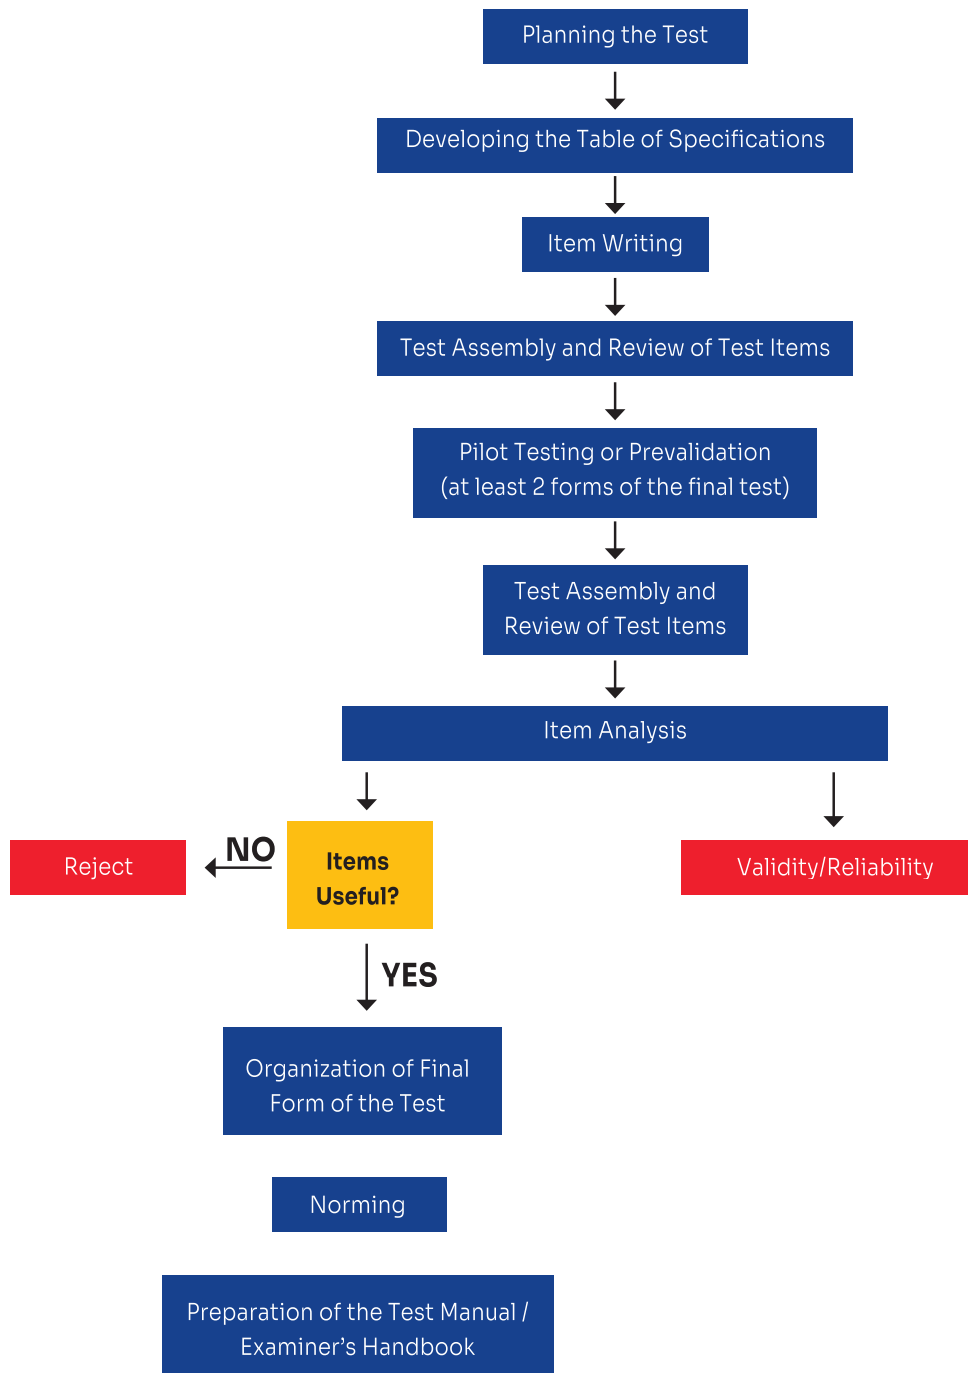 Planning the Test
Developing the Table of Specifications
Item Writing
Test Assembly and Review of Test Items
Pilot Testing or Prevalidation
(at least 2 forms of the final test)
Test Assembly and
Review of Test Items
Item Analysis
NO
Reject
Items
Useful?
Validity/Reliability
YES
Organization of Final
Form of the Test
Norming
Preparation of the Test Manual /
Examiner’s Handbook